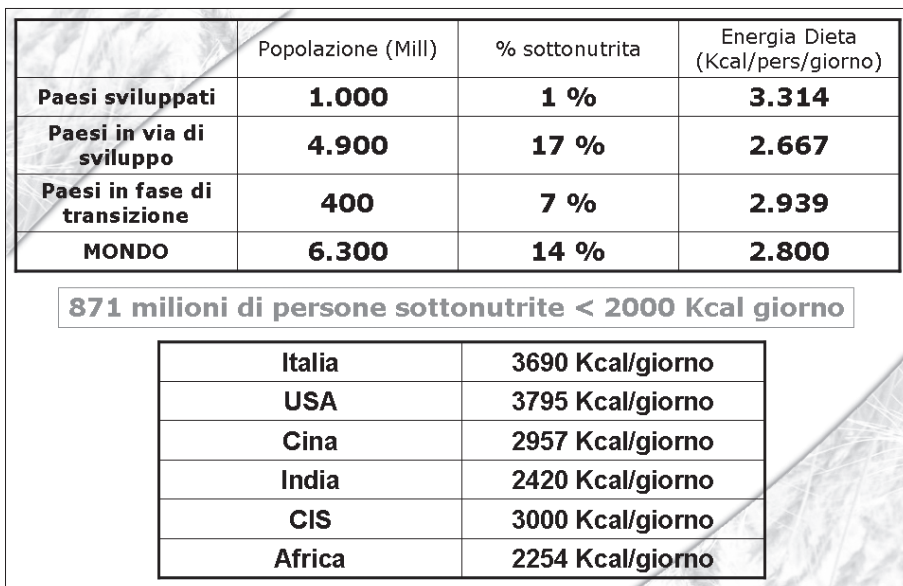 Popolazione (Mill) % sottonutrita Energia Dieta
(Kcal/pers/giorno)
Paesi sviluppati 1.000 1 % 3.314
Paesi in via di
sviluppo 4.900 17 % 2.667
Paesi in fase di
transizione 400 7 % 2.939
MONDO 6.300 14 % 2.800
871 milioni di persone sottonutrite < 2000 Kcal giorno
Italia 3690 Kcal/giorno
USA 3795 Kcal/giorno
Cina 2957 Kcal/giorno
India 2420 Kcal/giorno
CIS 3000 Kcal/giorno
Africa 2254 Kcal/giorno